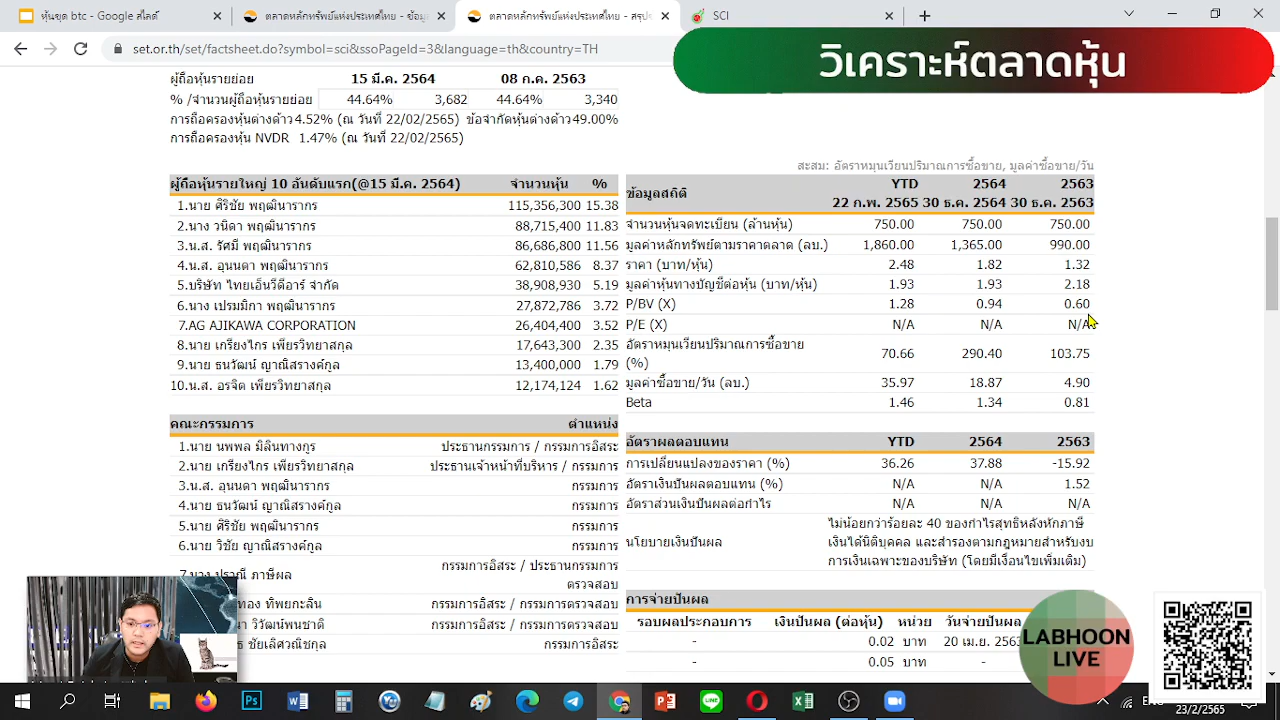 หุ้นชุด btc - Google สไลด์
ตลาดหลักทรัพย์แห่งประเทศไทย - ข้อมู
SCI
set.or.th/set/factsheet.do?symbol=sci&ssoPageId=3&language=th&country=TH
วิเคราะห์ตลาดหุ้น
ผู้ถือหุ้นรายย่อย 15 มี.ค. 2564 08 ก.ค. 2563
% /จำนวนผู้ถือหุ้นรายย่อย 44.64% 3,682 44.64% 3,340
การถือครองหุ้นต่างด้าว 4.52% (ณ วันที่ 22/02/2565) ข้อจำกัดหุ้นต่างด้าว 49.00%
การถือหุ้น NVDR 1.47% (ณ วันที่ 22/02/2565)
ผู้ถือหุ้นรายใหญ่ 10 อันดับแรก(@15 มี.ค. 2564) จำนวนหุ้น %
1.นาย ศิริชัย พฤฒินารากร 115,356,300 15.38
2.นาง วนิดา พฤฒินารากร 88,715,400 11.83
3.น.ส. รัศมี พฤฒินารากร 86,686,800 11.56
4.น.ส. อุนนดา พฤฒินารากร 62,810,586 8.37
5.บริษัท ไทยเอ็นวีดีอาร์ จำกัด 38,908,930 5.19
6.นาง เปรมมิกา พฤฒินารากร 27,872,786 3.72
7.AG AJIKAWA CORPORATION 26,404,400 3.52
8.นาย เกรียงไกร เพียรวิทยาสกุล 17,643,300 2.35
9.นาย ธนวัฒน์ ญาณิสรางค์กูล 13,400,000 1.79
10.น.ส. อรจิต เพียรวิทยาสกุล 12,174,124 1.62
คณะกรรมการ ตำแหน่ง
1.นาย นพพล มิลินทางกูร ประธานกรรมการ / กรรมการอิสระ
2.นาย เกรียงไกร เพียรวิทยาสกุล ประธานเจ้าหน้าที่บริหาร / กรรมการ
3.น.ส. อุนนดา พฤฒินารากร กรรมการ
4.นาย ธนวัฒน์ ญาณิสรางค์กูล กรรมการ
5.นาย ศิริชัย พฤฒินารากร กรรมการ
6.นาย วิชัย ญาณิสรางค์กูล กรรมการ
กรรมการอิสระ / ประธานกรรมการ
ตรวจสอบ
ทอง ทิพยกะลิน กรรมการอิสระ / กรรมการตรวจสอบ
วัฒน์พนชาติ กรรมการอิสระ / กรรมการตรวจสอบ
ชัยเลิศวณิชกุล กรรมการอิสระ
สะสม: อัตราหมุนเวียนปริมาณการซื้อขาย, มูลค่าซื้อขาย/วัน
ข้อมูลสถิติ YTD 2564 2563
22 ก.พ. 2565 30 ธ.ค. 2564 30 ธ.ค. 2563
จำนวนหุ้นจดทะเบียน (ล้านหุ้น) 750.00 750.00 750.00
มูลค่าหลักทรัพย์ตามราคาตลาด (ลบ.) 1,860.00 1,365.00 990.00
ราคา (บาท/หุ้น) 2.48 1.82 1.32
มูลค่าหุ้นทางบัญชีต่อหุ้น (บาท/หุ้น) 1.93 1.93 2.18
P/BV (X) 1.28 0.94 0.60
P/E (X) N/A N/A N/A
อัตราหมุนเวียนปริมาณการซื้อขาย
(%) 70.66 290.40 103.75
มูลค่าซื้อขาย/วัน (ลบ.) 35.97 18.87 4.90
Beta 1.46 1.34 0.81
อัตราผลตอบแทน YTD 2564 2563
การเปลี่ยนแปลงของราคา (%) 36.26 37.88 -15.92
อัตราเงินปันผลตอบแทน (%) N/A N/A 1.52
อัตราส่วนเงินปันผลต่อกำไร N/A N/A N/A
นโยบายเงินปันผล ไม่น้อยกว่าร้อยละ 40 ของกำไรสุทธิหลังหักภาษี
เงินได้นิติบุคคล และสำรองตามกฎหมายสำหรับงบ
การเงินเฉพาะของบริษัท (โดยมีเงื่อนไขเพิ่มเติม)
การจ่ายปันผล
รอบผลประกอบการ เงินปันผล (ต่อหุ้น) หน่วย วันจ่ายปันผล
- 0.02 บาท 20 เม.ย. 2563
- 0.05 บาท -
LABHOON
LIVE
23/2/2565